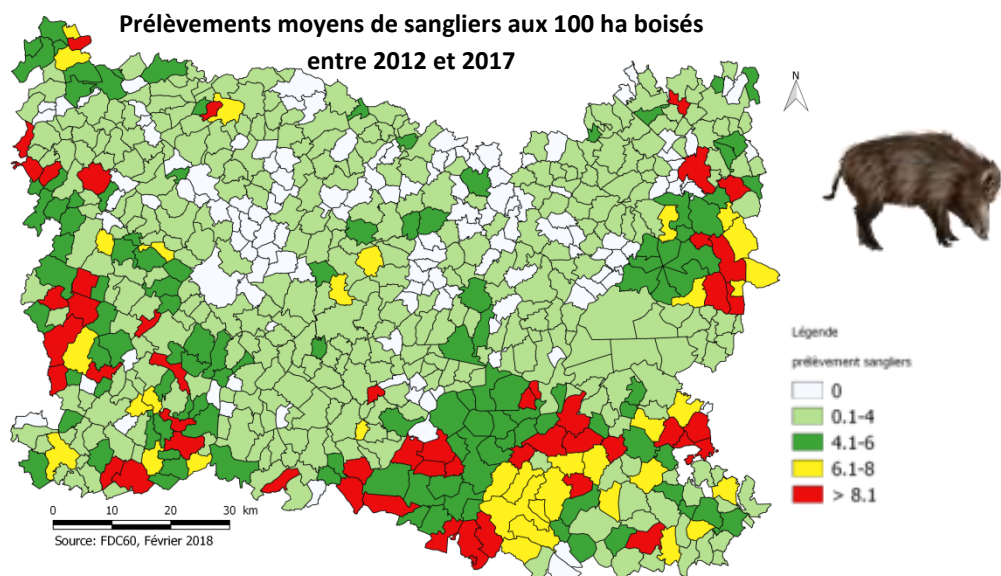 Prélèvements moyens de sangliers aux 100 ha boisés
entre 2012 et 2017
N
Légende
prélèvement sangliers
0
0.1-4
4.1-6
6.1-8
> 8.1
0 10 20 30 km
Source: FDC60, Février 2018